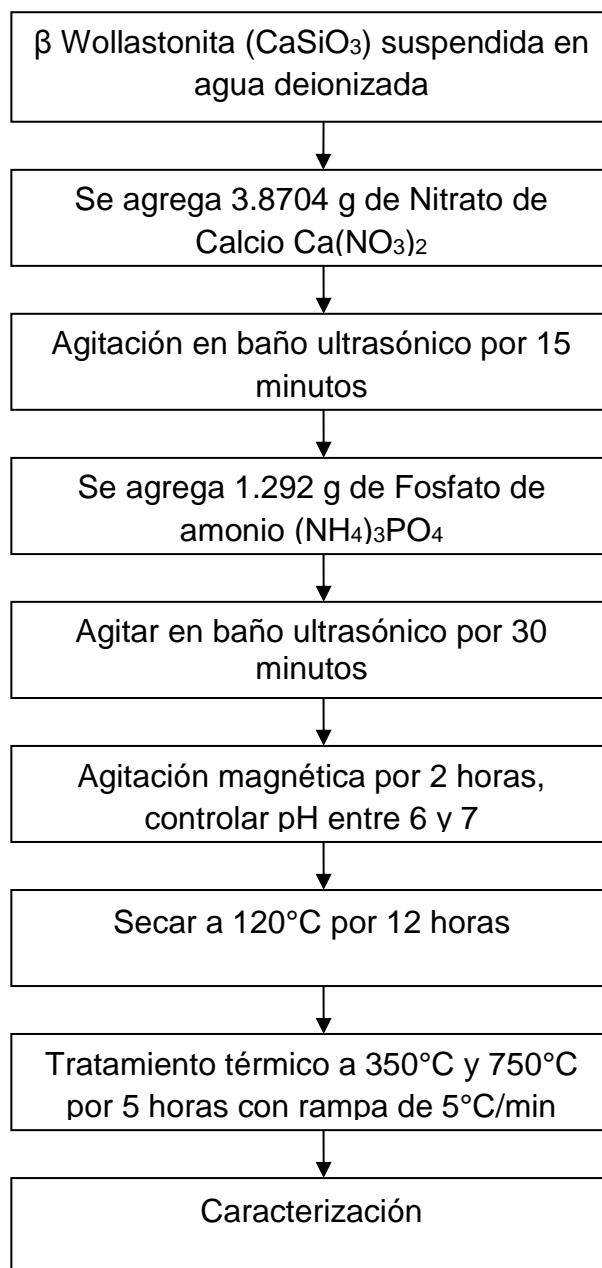 β Wollastonita (CaSiO₃) suspendida en
agua deionizada
Se agrega 3.8704 g de Nitrato de
Calcio Ca(NO₃)₂
Agitación en baño ultrasónico por 15
minutos
Se agrega 1.292 g de Fosfato de
amonio (NH₄)₃PO₄
Agitar en baño ultrasónico por 30
minutos
Agitación magnética por 2 horas,
controlar pH entre 6 y 7
Secar a 120°C por 12 horas
Tratamiento térmico a 350°C y 750°C
por 5 horas con rampa de 5°C/min
Caracterización